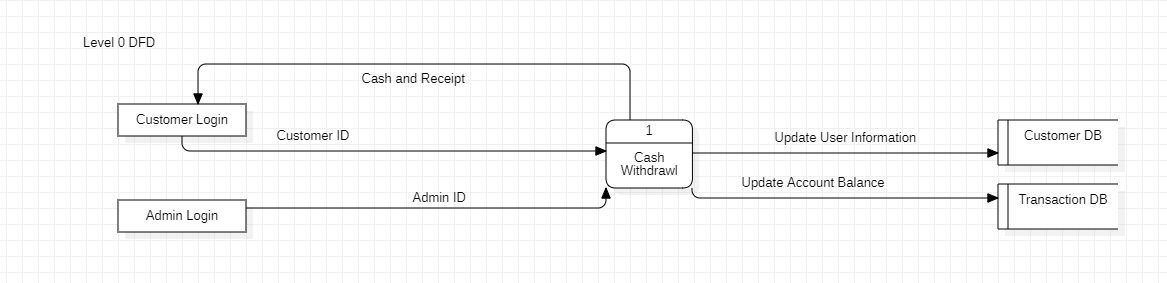 Level 0 DFD
Cash and Receipt
Customer Login
Customer ID
1
Cash
Withdrawl
Update User Information
Customer DB
Update Account Balance
Transaction DB
Admin ID
Admin Login